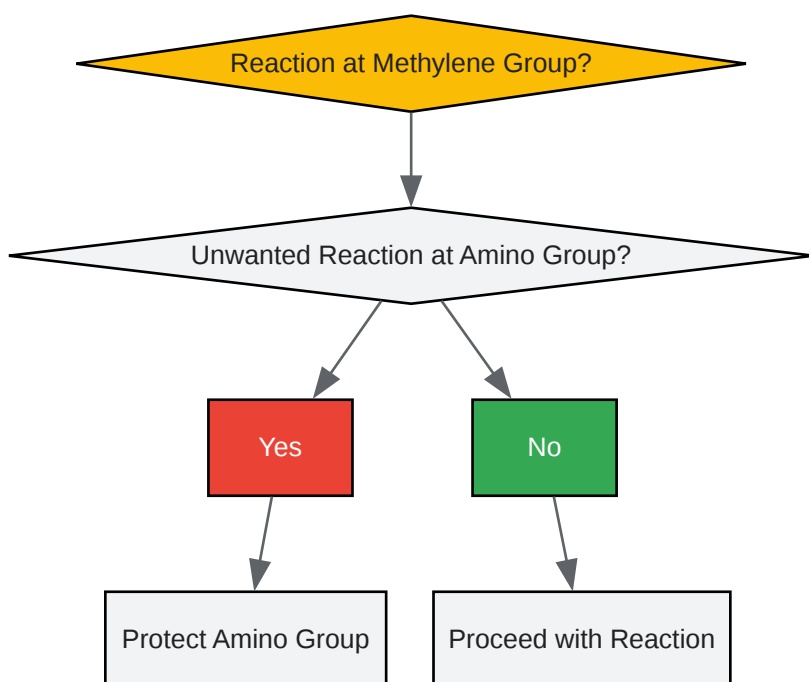 Reaction at Methylene Group?
Unwanted Reaction at Amino Group?
Yes
No
Protect Amino Group
Proceed with Reaction